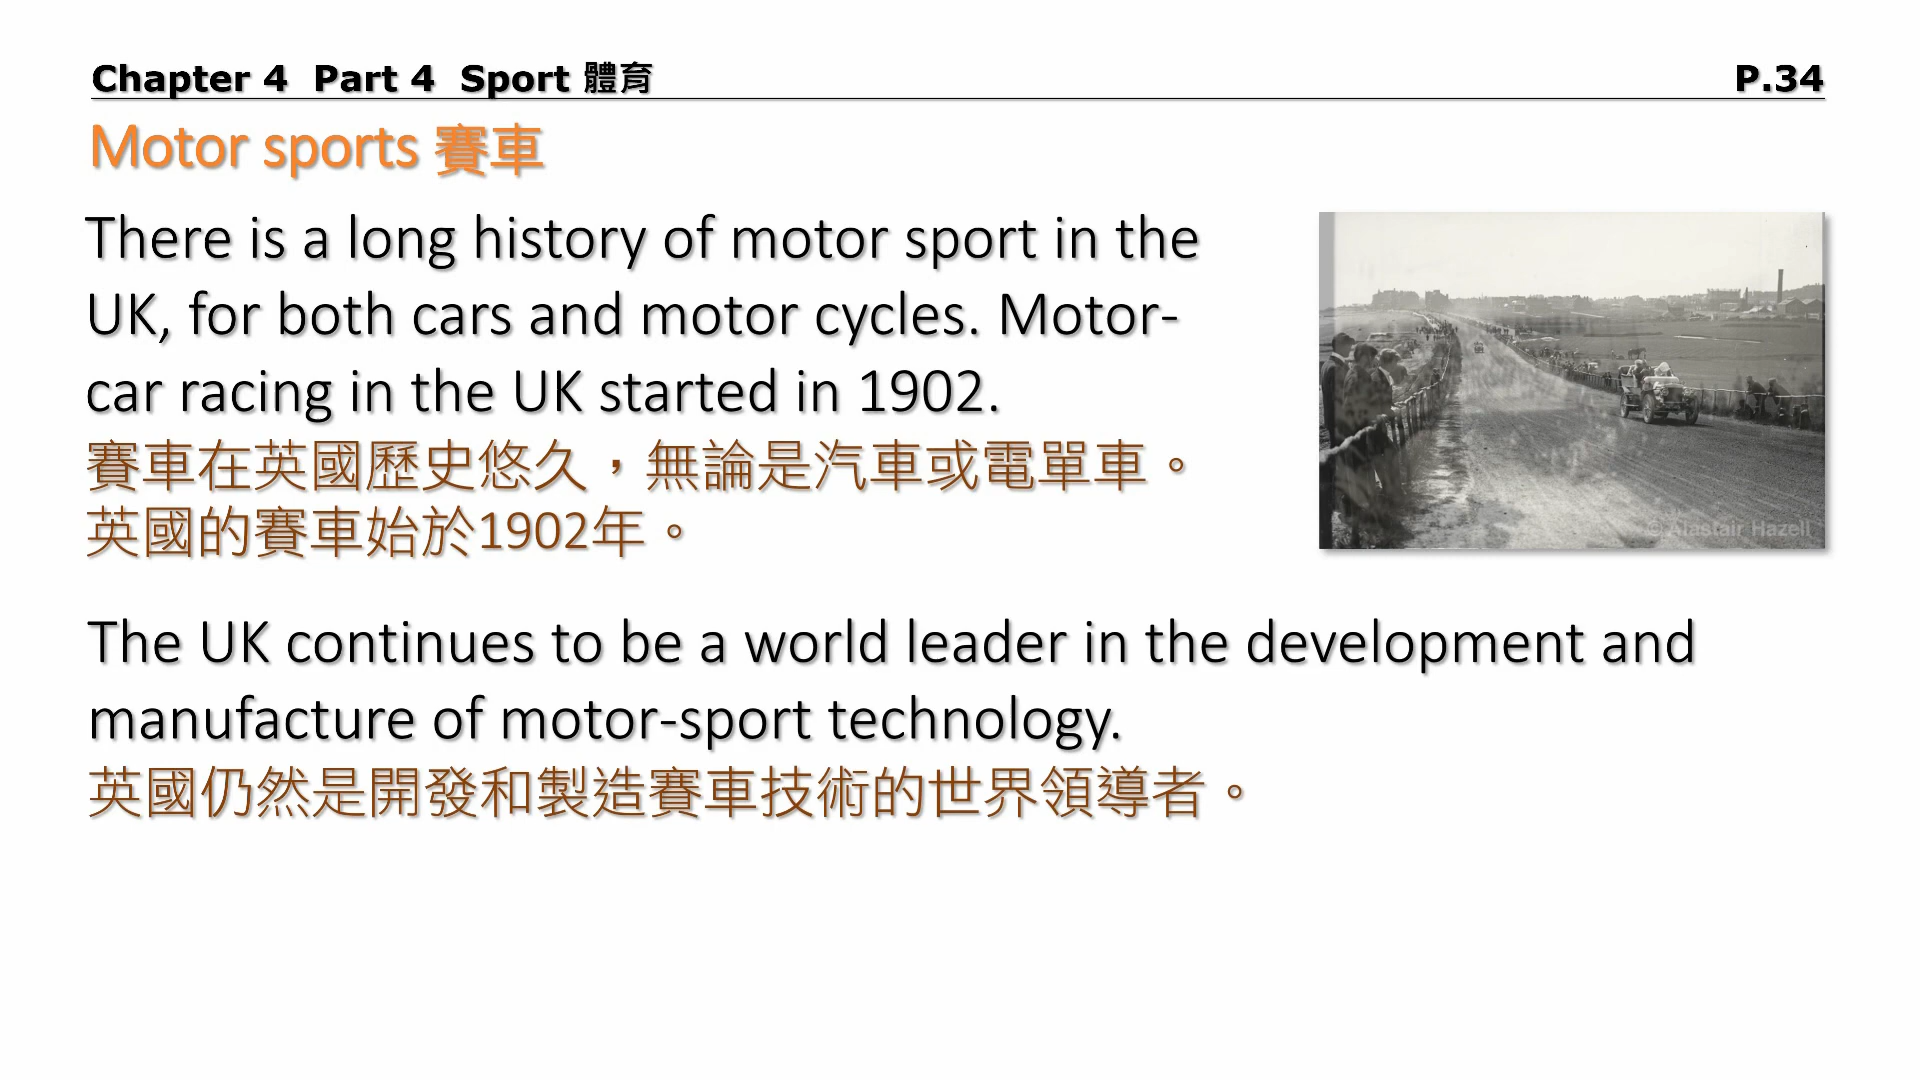 Chapter 4 Part 4 Sport 體育 P.34
Motor sports 賽車
There is a long history of motor sport in the
UK, for both cars and motor cycles. Motor-
car racing in the UK started in 1902.
賽車在英國歷史悠久，無論是汽車或電單車。
英國的賽車始於1902年。
© Alastair Hazell
The UK continues to be a world leader in the development and
manufacture of motor-sport technology.
英國仍然是開發和製造賽車技術的世界領導者。